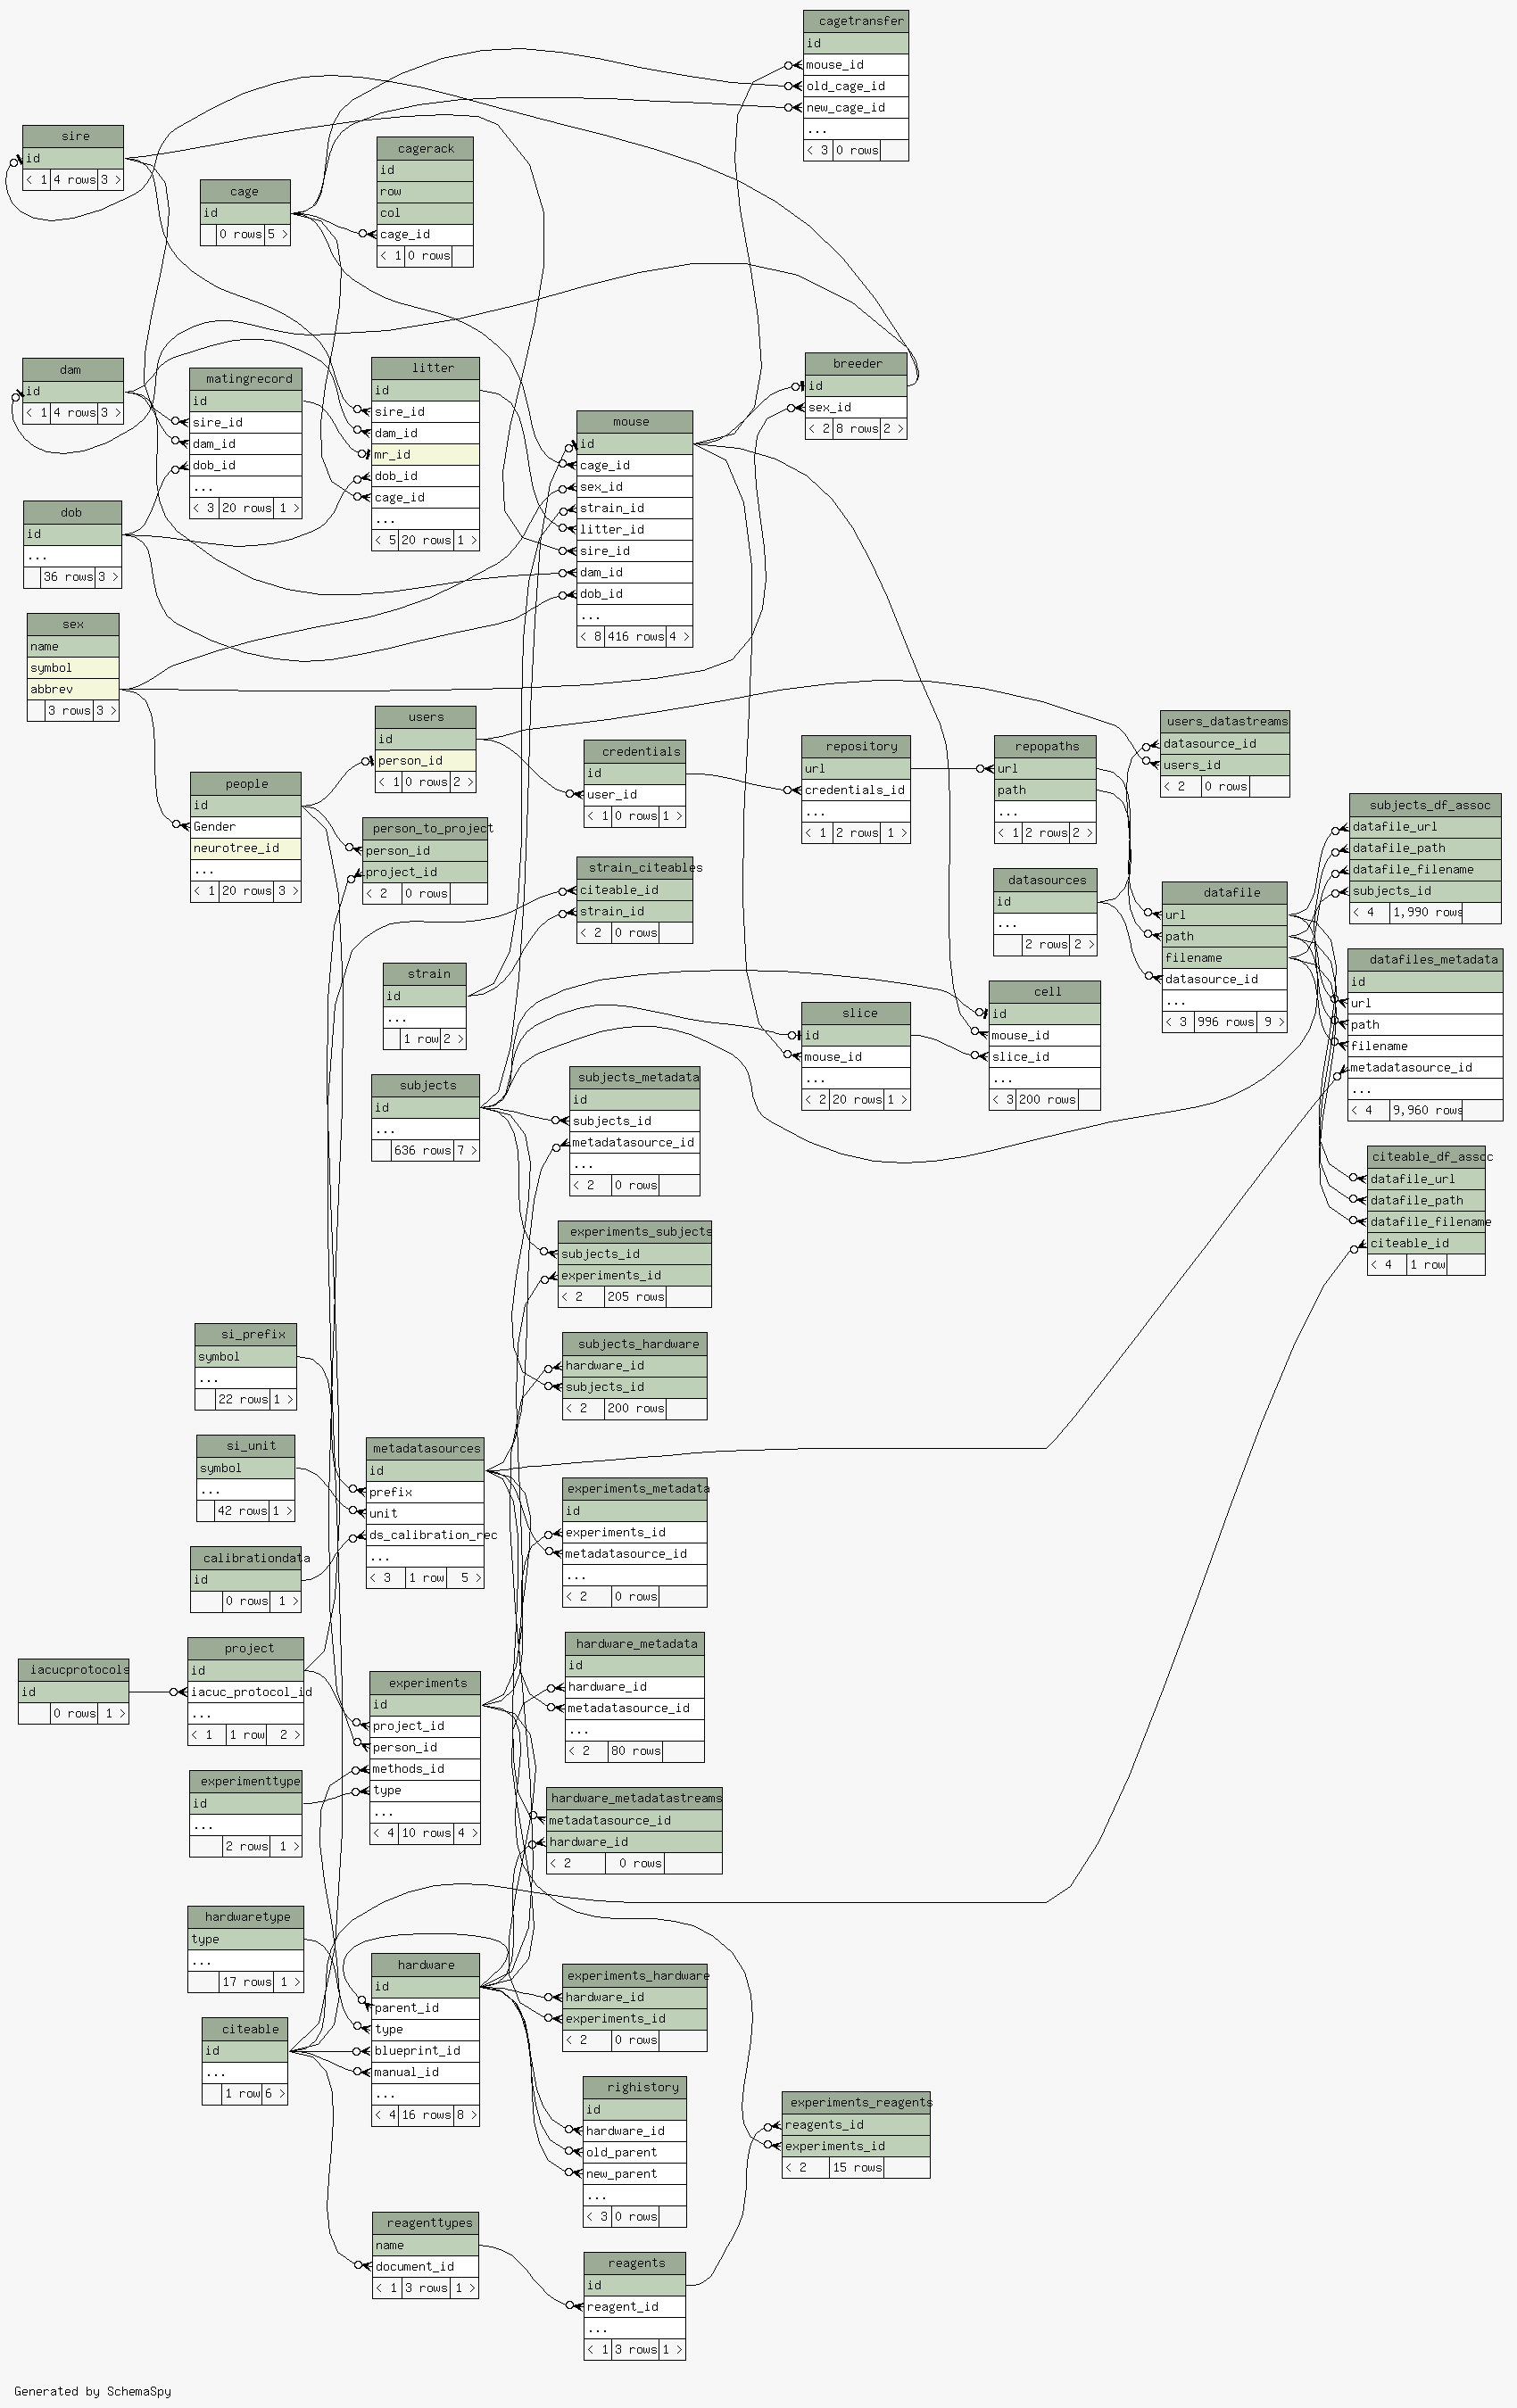 cagetransfer
id
mouse_id
old_cage_id
new_cage_id
...
< 3 0 rows
sire
id
< 1 4 rows 3 >
cagerack
id
row
col
cage_id
< 1 0 rows
cage
id
0 rows 5 >
dam
id
< 1 4 rows 3 >
matingrecord
id
sire_id
dam_id
dob_id
...
< 3 20 rows 1 >
litter
id
sire_id
dam_id
mr_id
dob_id
cage_id
...
< 5 20 rows 1 >
breeder
id
sex_id
< 2 8 rows 2 >
mouse
id
cage_id
sex_id
strain_id
litter_id
sire_id
dam_id
dob_id
...
< 8 416 rows 4 >
dob
id
...
36 rows 3 >
sex
name
symbol
abbrev
3 rows 3 >
users
id
person_id
< 1 0 rows 2 >
people
id
Gender
neurotree_id
...
< 1 20 rows 3 >
person_to_project
person_id
project_id
< 2 0 rows
credentials
id
user_id
< 1 0 rows 1 >
repository
url
credentials_id
...
< 1 2 rows 1 >
repopaths
url
path
...
< 1 2 rows 2 >
users_datastreams
datasource_id
users_id
< 2 0 rows
subjects_df_assoc
datafile_url
datafile_path
datafile_filename
subjects_id
< 4 1,990 rows
strain_citeables
citeable_id
strain_id
< 2 0 rows
datasources
id
...
2 rows 2 >
datafile
url
path
filename
datasource_id
...
< 3 996 rows 9 >
datafiles_metadata
id
url
path
filename
metadatasource_id
...
< 4 9,960 rows
strain
id
...
1 row 2 >
slice
id
mouse_id
...
< 2 20 rows 1 >
cell
id
mouse_id
slice_id
...
< 3 200 rows
subjects
id
...
636 rows 7 >
subjects_metadata
id
subjects_id
metadatasource_id
...
< 2 0 rows
citeable_df_assoc
datafile_url
datafile_path
datafile_filename
citeable_id
< 4 1 row
experiments_subjects
subjects_id
experiments_id
< 2 205 rows
si_prefix
symbol
...
22 rows 1 >
subjects_hardware
hardware_id
subjects_id
< 2 200 rows
si_unit
symbol
...
42 rows 1 >
metadatasources
id
prefix
unit
ds_calibration_rec
...
< 3 1 row 5 >
experiments_metadata
id
experiments_id
metadatasource_id
...
< 2 0 rows
calibrationdata
id
0 rows 1 >
project
id
iacuc_protocol_id
...
< 1 1 row 2 >
iacucprotocols
id
0 rows 1 >
hardware_metadata
id
hardware_id
metadatasource_id
...
< 2 80 rows
experiments
id
project_id
person_id
methods_id
type
...
< 4 10 rows 4 >
experimenttype
id
...
2 rows 1 >
hardware_metadatastreams
metadatasource_id
hardware_id
< 2 0 rows
hardwaretype
type
...
17 rows 1 >
hardware
id
parent_id
type
blueprint_id
manual_id
...
< 4 16 rows 8 >
experiments_hardware
hardware_id
experiments_id
< 2 0 rows
citeable
id
...
1 row 6 >
righistory
id
hardware_id
old_parent
new_parent
...
< 3 0 rows
experiments_reagents
reagents_id
experiments_id
< 2 15 rows
reagenttypes
name
document_id
< 1 3 rows 1 >
reagents
id
reagent_id
...
< 1 3 rows 1 >
Generated by SchemaSpy